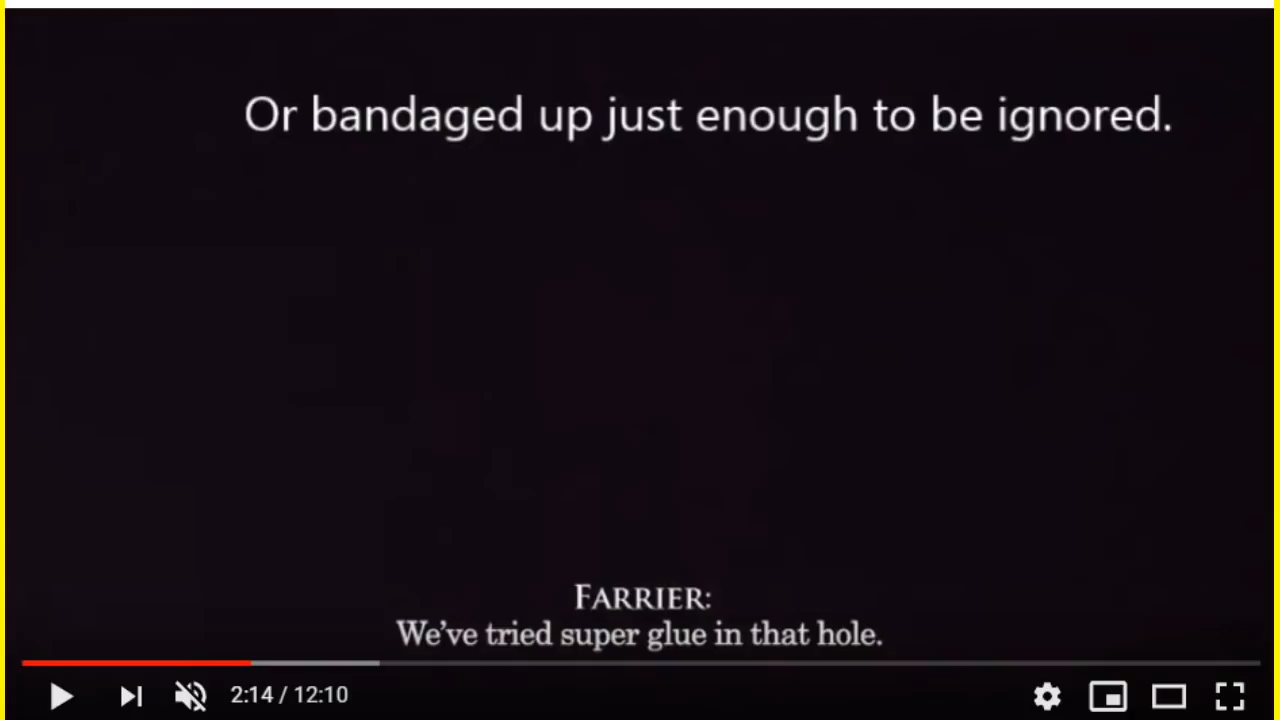 Or bandaged up just enough to be ignored.
FARRIER:
We've tried super glue in that hole.
2:14 / 12:10